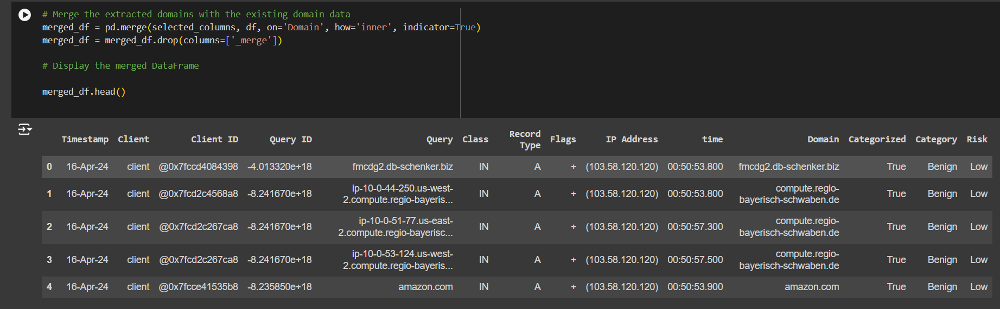 # Merge the extracted domains with the existing domain data
merged_df = pd.merge(selected_columns, df, on='Domain', how='inner', indicator=True)
merged_df = merged_df.drop(columns=['_merge'])
# Display the merged DataFrame
merged_df.head()
Timestamp Client Client ID Query ID Query Class Record Type Flags IP Address time Domain Categorized Category Risk
0 16-Apr-24 client @0x7fccd4084398 -4.013320e+18 fmcdg2.db-schenker.biz IN A + (103.58.120.120) 00:50:53.800 fmcdg2.db-schenker.biz True Benign Low
1 16-Apr-24 client @0x7fcd2c4568a8 -8.241670e+18 ip-10-0-44-250.us-west-2.compute.regio-bayeris... IN A + (103.58.120.120) 00:50:53.800 compute.regio-bayerisch-schwaben.de True Benign Low
2 16-Apr-24 client @0x7fcd2c267ca8 -8.241670e+18 ip-10-0-51-77.us-east-2.compute.regio-bayerisc... IN A + (103.58.120.120) 00:50:57.300 compute.regio-bayerisch-schwaben.de True Benign Low
3 16-Apr-24 client @0x7fcd2c267ca8 -8.241670e+18 ip-10-0-53-124.us-west-2.compute.regio-bayeris... IN A + (103.58.120.120) 00:50:57.500 compute.regio-bayerisch-schwaben.de True Benign Low
4 16-Apr-24 client @0x7fcce41535b8 -8.235850e+18 amazon.com IN A + (103.58.120.120) 00:50:53.900 amazon.com True Benign Low